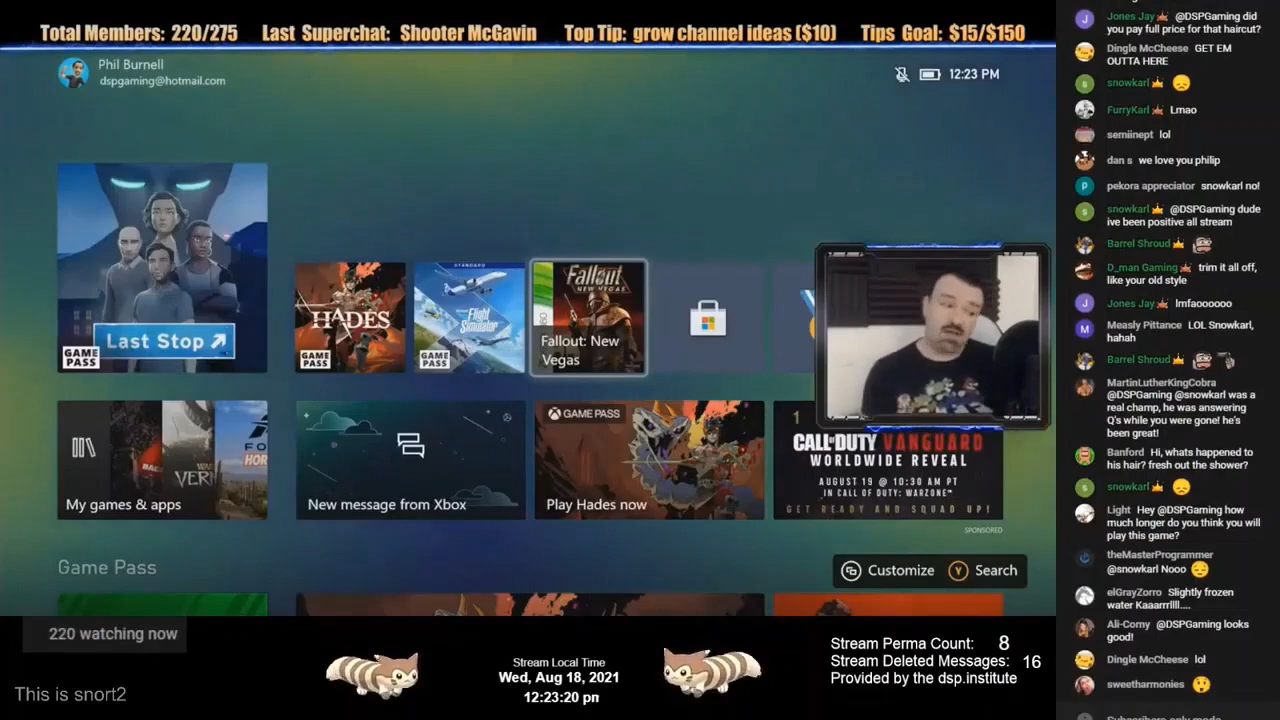 Total Members: 220/275 Last Superchat: Shooter McGavin Top Tip: grow channel ideas ($10) Tips Goal: $15/$150
Phil Burnell
dspgaming@hotmail.com
12:23 PM
Last Stop
GAME PASS
HADES
GAME PASS
STANDARD
Flight Simulator
GAME PASS
Fallout
NEW VEGAS
Fallout: New
Vegas
My games & apps
New message from Xbox
GAME PASS
Play Hades now
1
CALL OF DUTY VANGUARD
WORLDWIDE REVEAL
AUGUST 19 @ 10:30 AM PT
IN CALL OF DUTY: WARZONE™
GET READY AND SQUAD UP!
SPONSORED
Game Pass
Customize
Y Search
220 watching now
This is snort2
Stream Local Time
Wed, Aug 18, 2021
12:23:20 pm
Stream Perma Count: 8
Stream Deleted Messages: 16
Provided by the dsp.institute
Jones Jay @DSPGaming did
you pay full price for that haircut?
Dingle McCheese GET EM
OUTTA HERE
snowkarl
FurryKarl Lmao
semiinept lol
dan s we love you philip
pekora appreciator snowkarl no!
snowkarl @DSPGaming dude
ive been positive all stream
Barrel Shroud
D_man Gaming trim it all off,
like your old style
Jones Jay lmfaooooo
Measly Pittance LOL Snowkarl,
hahah
Barrel Shroud
MartinLutherKingCobra
@DSPGaming @snowkarl was a
real champ, he was answering
Q's while you were gone! he's
been great!
Banford Hi, whats happened to
his hair? fresh out the shower?
snowkarl
Light Hey @DSPGaming how
much longer do you think you will
play this game?
theMasterProgrammer
@snowkarl Nooo
elGrayZorro Slightly frozen
water Kaaarrrllll....
Ali-Comy @DSPGaming looks
good!
Dingle McCheese lol
sweetharmonies